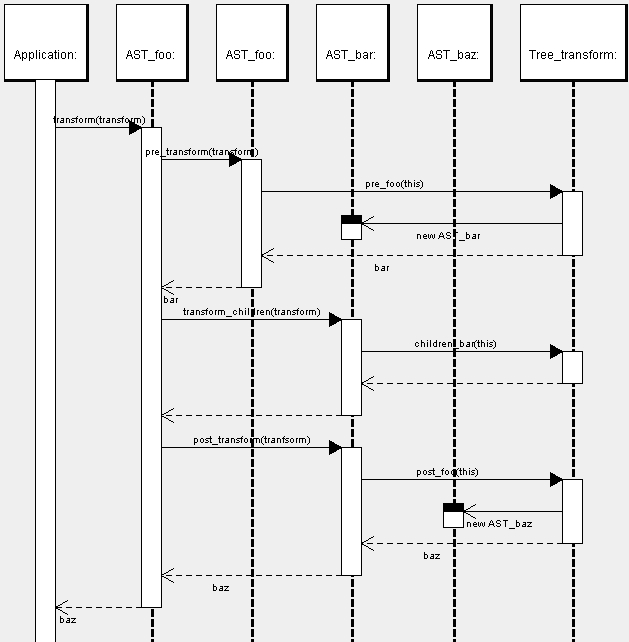 Application:
AST_foo:
AST_foo:
AST_bar:
AST_baz:
Tree_transform:
transform(transform)
pre_transform(transform)
pre_foo(this)
new AST_bar
bar
bar
transform_children(transform)
children_bar(this)
post_transform(tranfsorm)
post_foo(this)
new AST_baz
baz
baz
baz